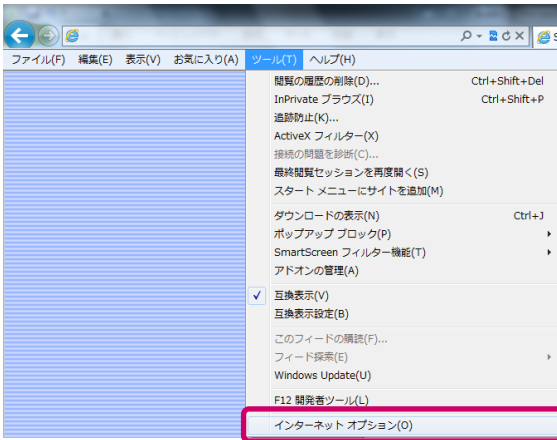 ファイル(F) 編集(E) 表示(V) お気に入り(A) ツール(T) ヘルプ(H)
閲覧の履歴の削除(D)... Ctrl+Shift+Del
InPrivate ブラウズ(I) Ctrl+Shift+P
追跡防止(K)...
ActiveX フィルター(X)
接続の問題を診断(C)...
最終閲覧セッションを再度開く(S)
スタート メニューにサイトを追加(M)
ダウンロードの表示(N) Ctrl+J
ポップアップ ブロック(P)
SmartScreen フィルター機能(T)
アドオンの管理(A)
互換表示(V)
互換表示設定(B)
このフィードの購読(F)...
フィード探索(E)
Windows Update(U)
F12 開発者ツール(L)
インターネット オプション(O)